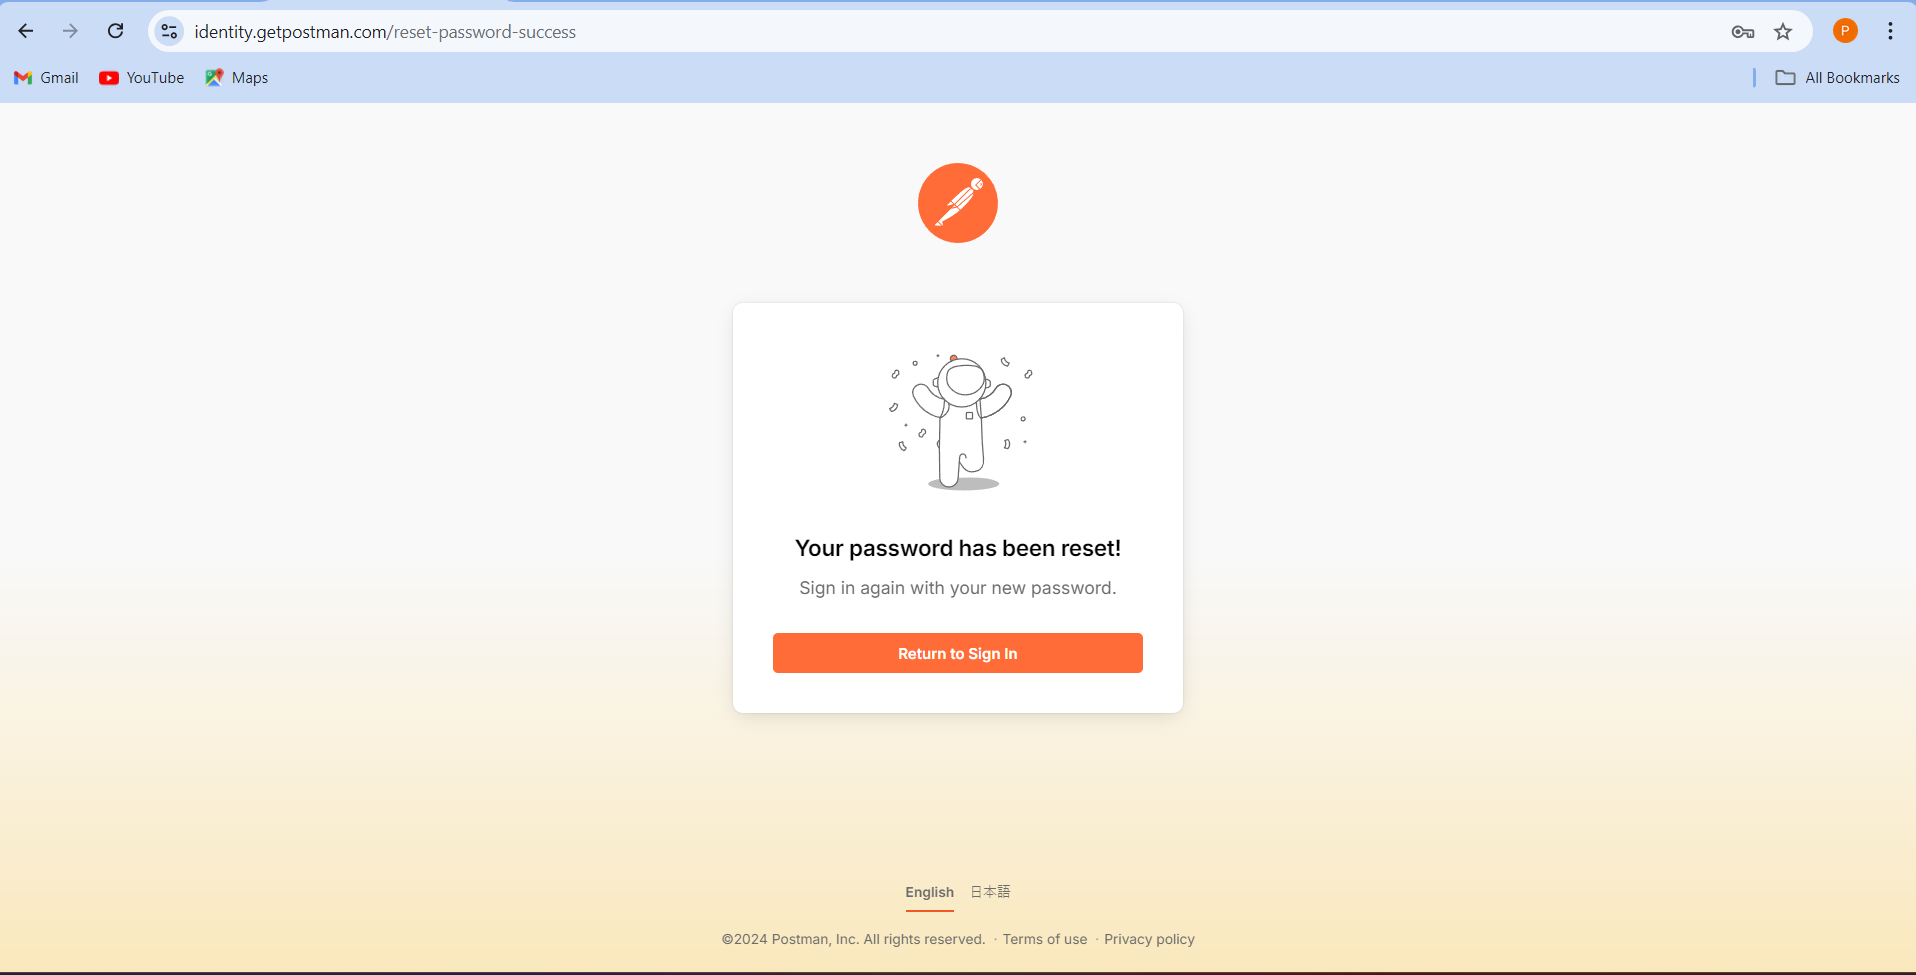 identity.getpostman.com/reset-password-success
P
Gmail YouTube Maps All Bookmarks
Your password has been reset!
Sign in again with your new password.
Return to Sign In
English 日本語
©2024 Postman, Inc. All rights reserved. · Terms of use · Privacy policy